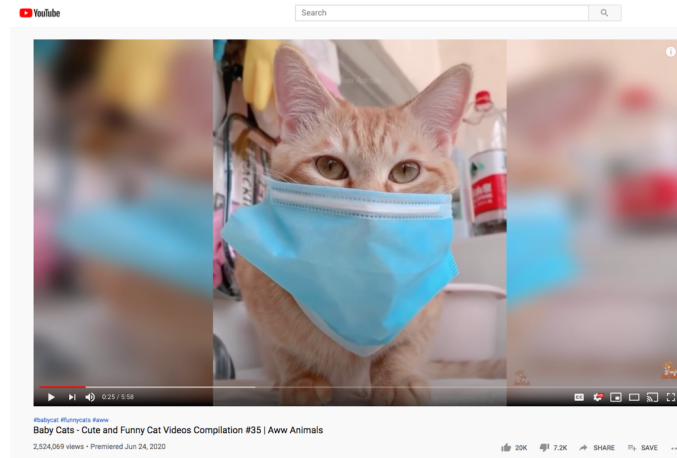 YouTube
Search
0:25 / 5:58
CC
#babycat #funnycats #aww
Baby Cats - Cute and Funny Cat Videos Compilation #35 | Aww Animals
2,524,069 views • Premiered Jun 24, 2020
20K
7.2K
SHARE
SAVE